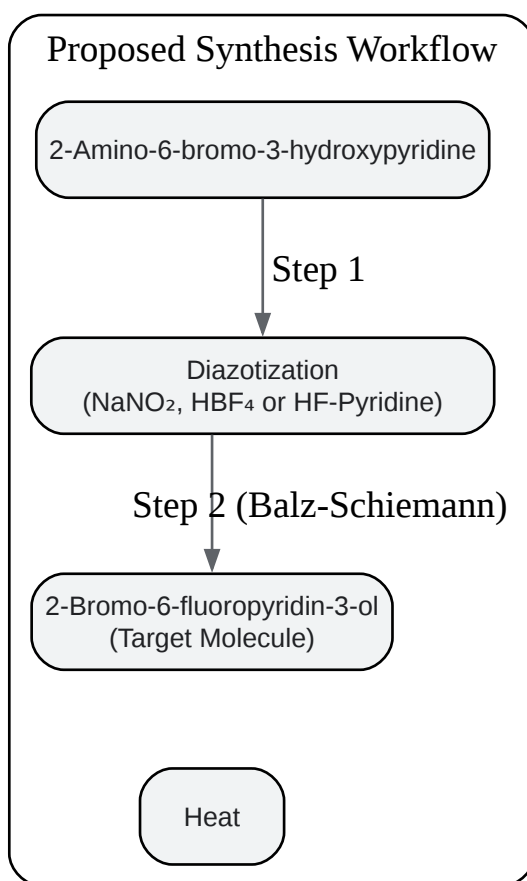 Proposed Synthesis Workflow
2-Amino-6-bromo-3-hydroxypyridine
Step 1
Diazotization
(NaNO₂, HBF₄ or HF-Pyridine)
Step 2 (Balz-Schiemann)
2-Bromo-6-fluoropyridin-3-ol
(Target Molecule)
Heat